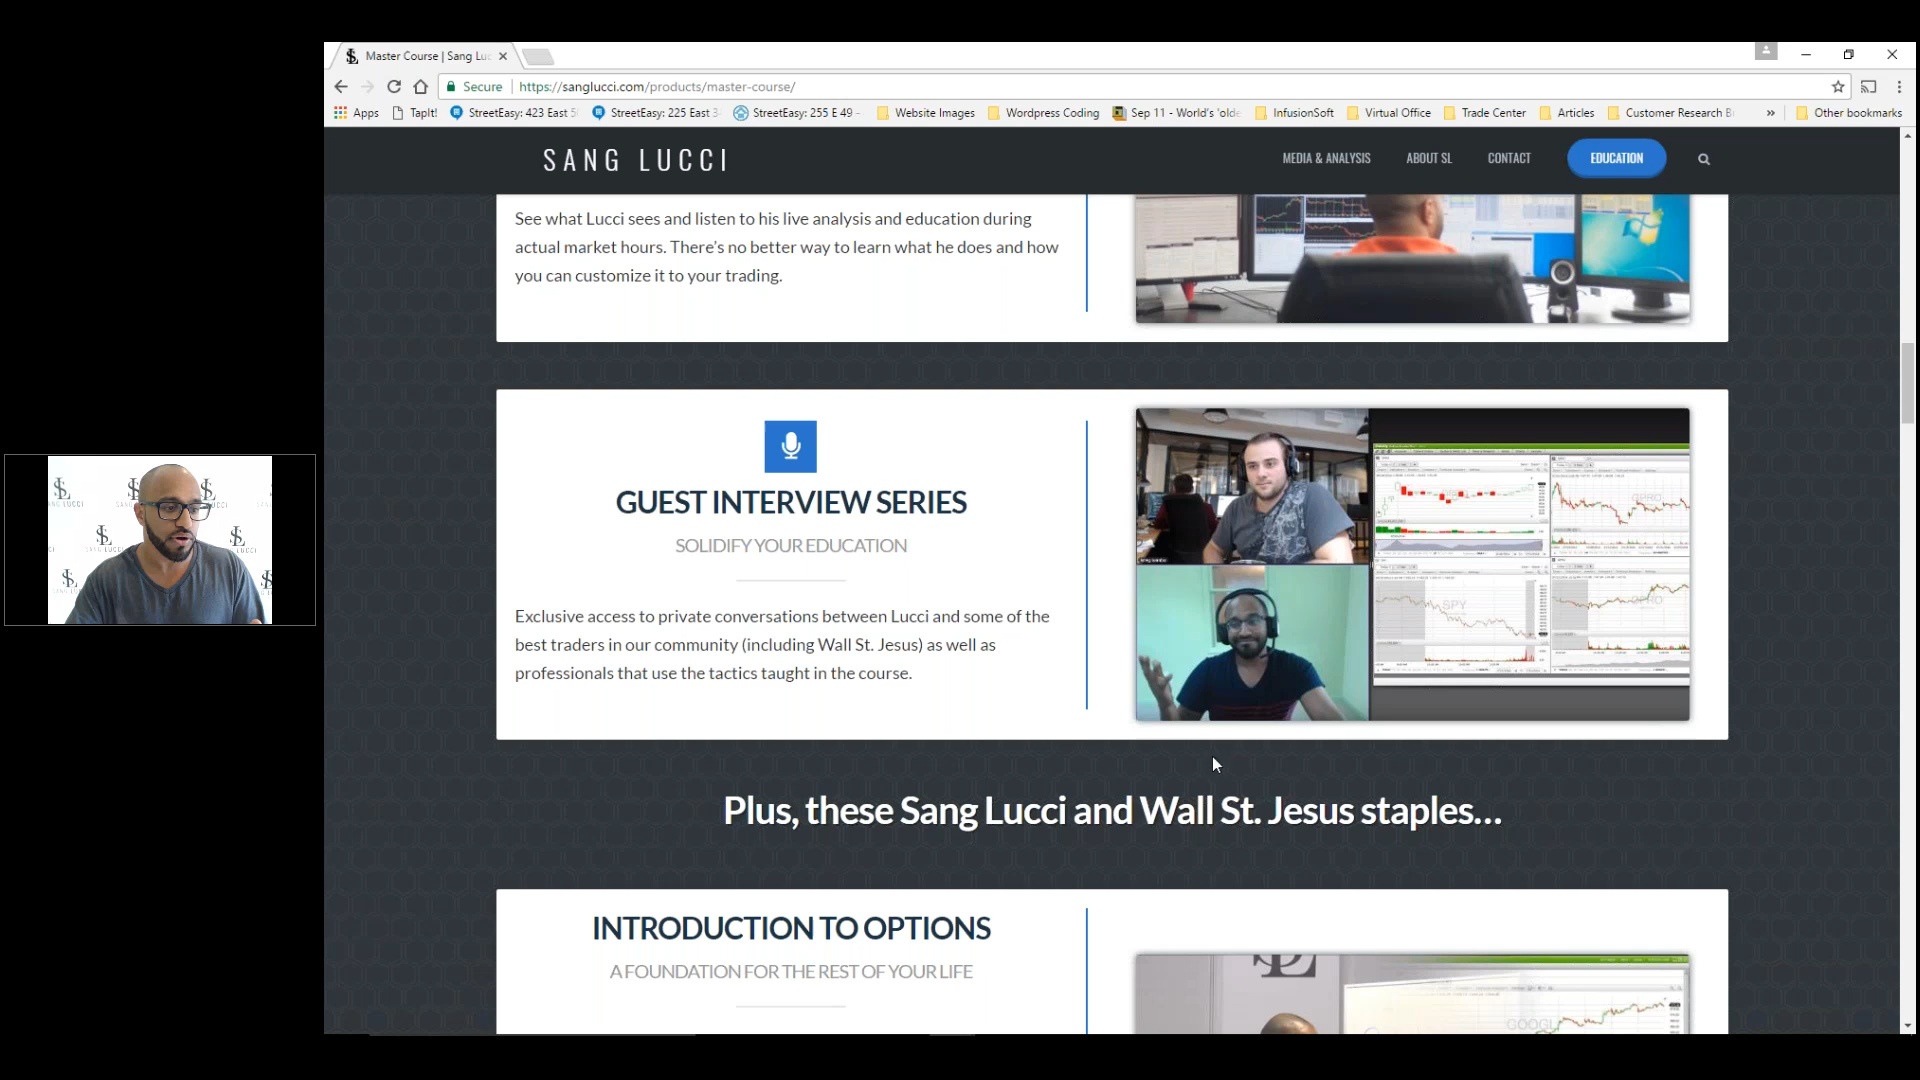 Master Course | Sang Luc
Secure
https://sanglucci.com/products/master-course/
Apps
TapIt!
StreetEasy: 423 East 5
StreetEasy: 225 East 3
StreetEasy: 255 E 49 -
Website Images
Wordpress Coding
Sep 11 - World's 'olde
InfusionSoft
Virtual Office
Trade Center
Articles
Customer Research B
»
Other bookmarks
SANG LUCCI
MEDIA & ANALYSIS
ABOUT SL
CONTACT
EDUCATION
See what Lucci sees and listen to his live analysis and education during
actual market hours. There's no better way to learn what he does and how
you can customize it to your trading.
GUEST INTERVIEW SERIES
SOLIDIFY YOUR EDUCATION
Exclusive access to private conversations between Lucci and some of the
best traders in our community (including Wall St. Jesus) as well as
professionals that use the tactics taught in the course.
GPRO
SPY
GPRO
Plus, these Sang Lucci and Wall St. Jesus staples...
INTRODUCTION TO OPTIONS
A FOUNDATION FOR THE REST OF YOUR LIFE
GOOGL